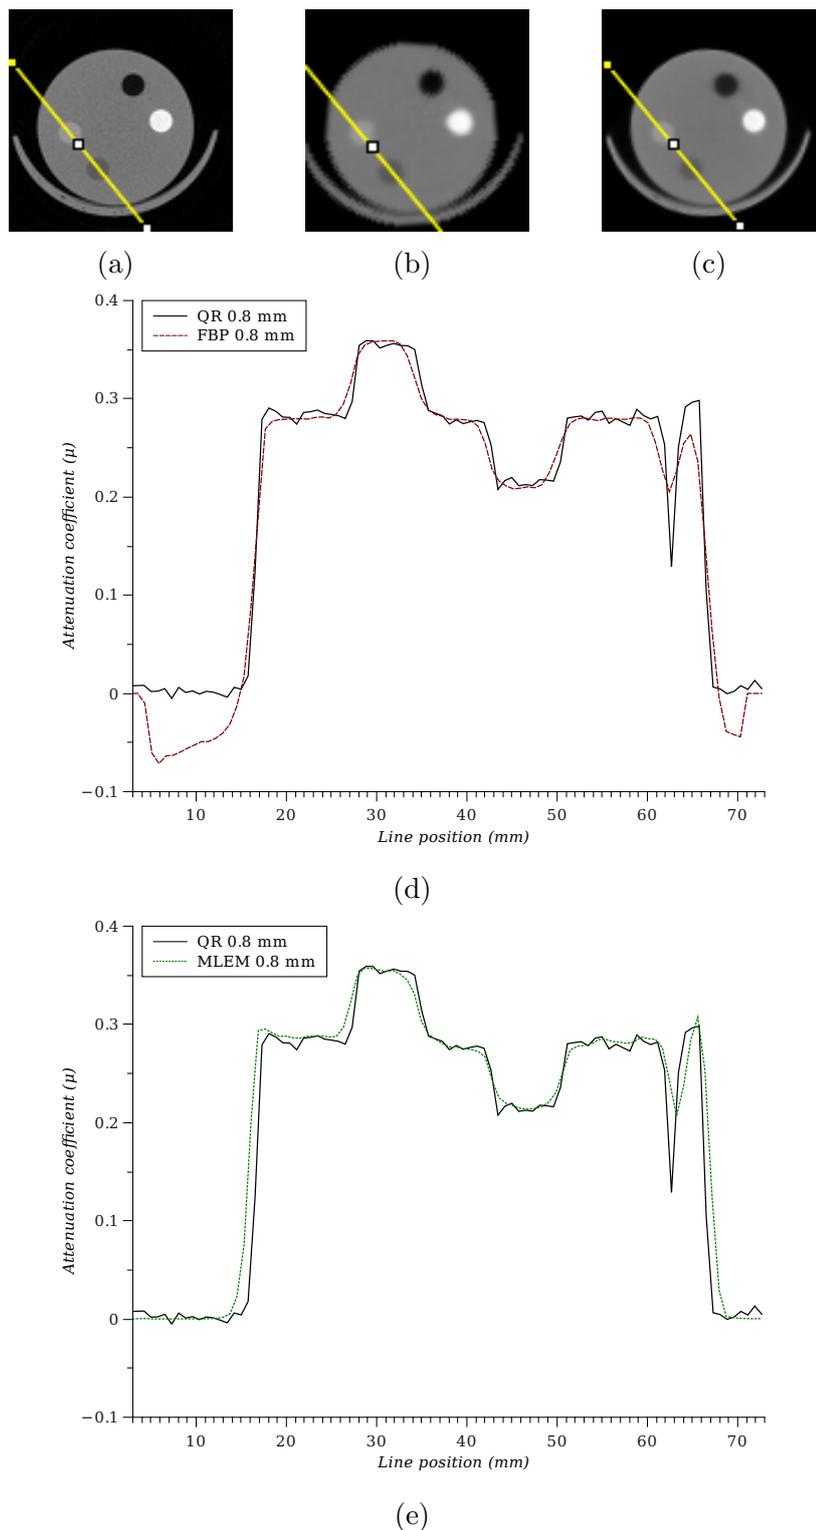 (a) (b) (c)
0.4
QR 0.8 mm
FBP 0.8 mm
0.3
0.2
0.1
0
−0.1
Attenuation coefficient (μ)
10 20 30 40 50 60 70
Line position (mm)
(d)
0.4
QR 0.8 mm
MLEM 0.8 mm
0.3
0.2
0.1
0
−0.1
Attenuation coefficient (μ)
10 20 30 40 50 60 70
Line position (mm)
(e)